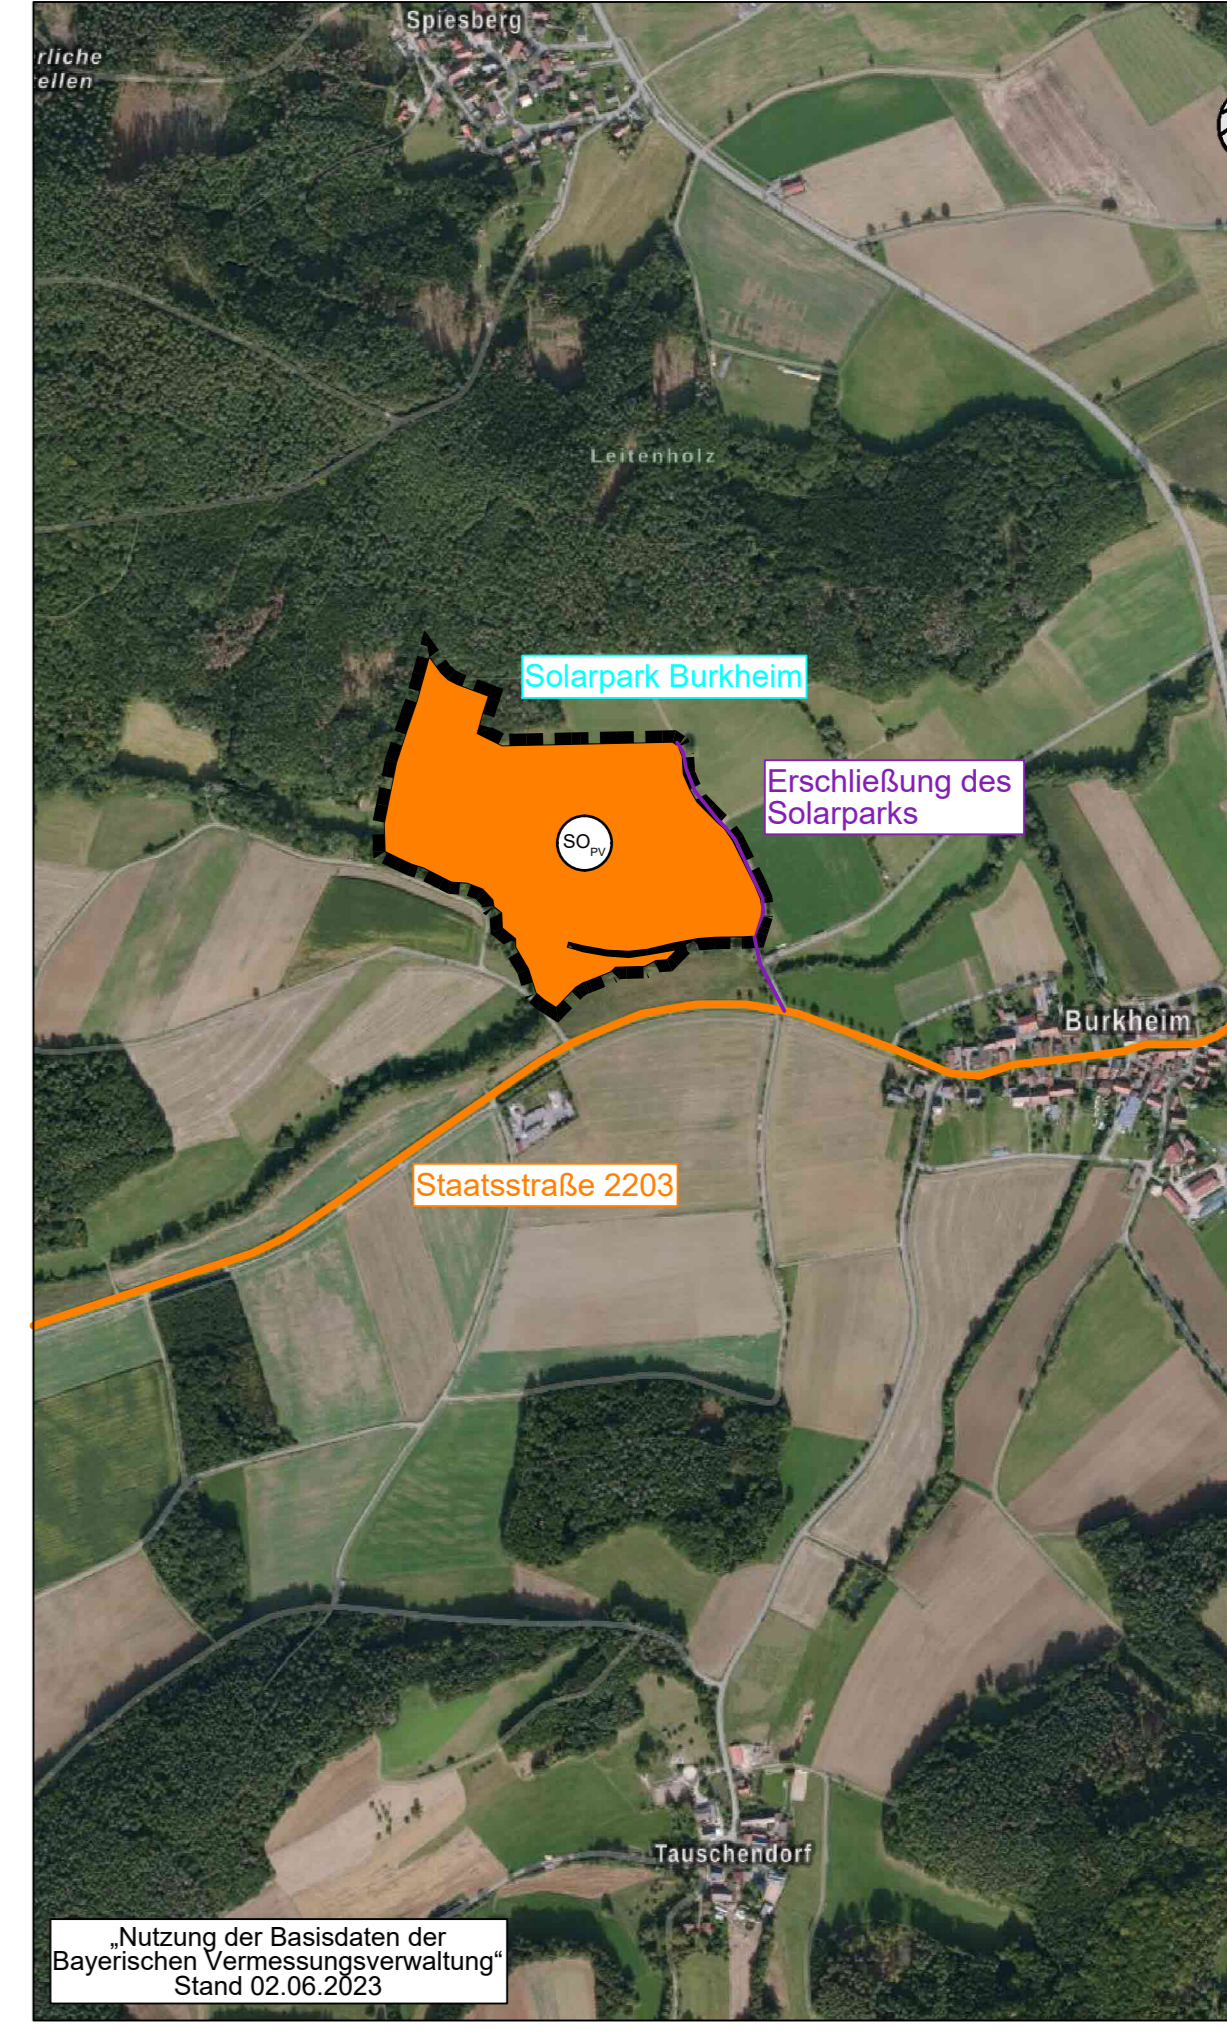 Spiesberg
rliche
ellen
Leitenholz
Solarpark Burkheim
Erschließung des
Solarparks
SO PV
Burkheim
Staatsstraße 2203
Tauschendorf
„Nutzung der Basisdaten der
Bayerischen Vermessungsverwaltung“
Stand 02.06.2023